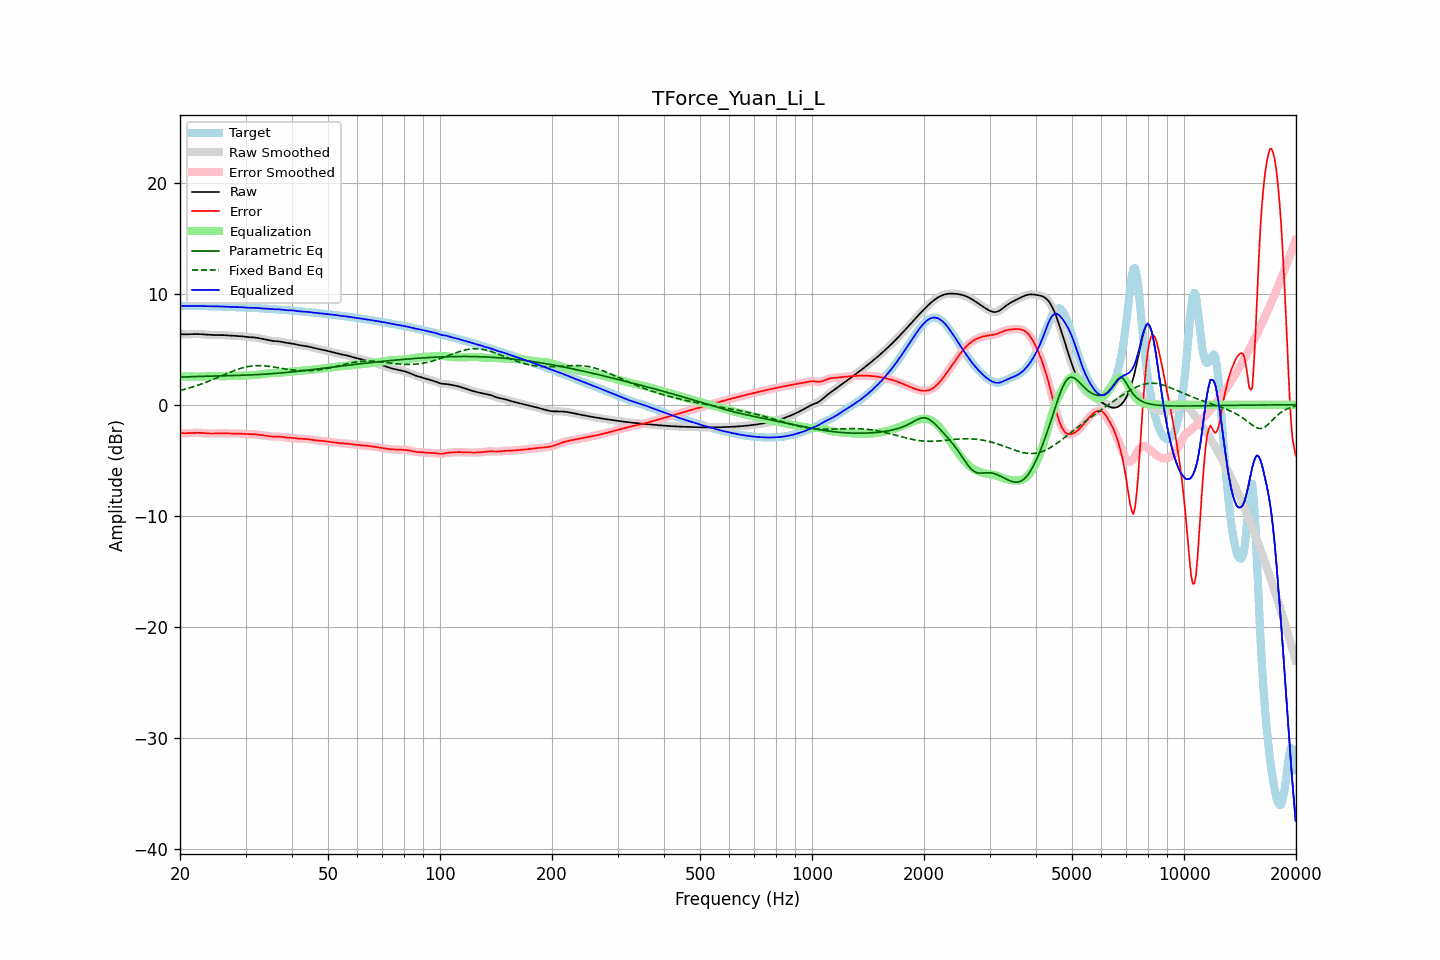 TForce_Yuan_Li_L
Target
Raw Smoothed
Error Smoothed
Raw
Error
Equalization
Parametric Eq
Fixed Band Eq
Equalized
20
10
0
−10
−20
−30
−40
Amplitude (dBr)
20 50 100 200 500 1000 2000 5000 10000 20000
Frequency (Hz)